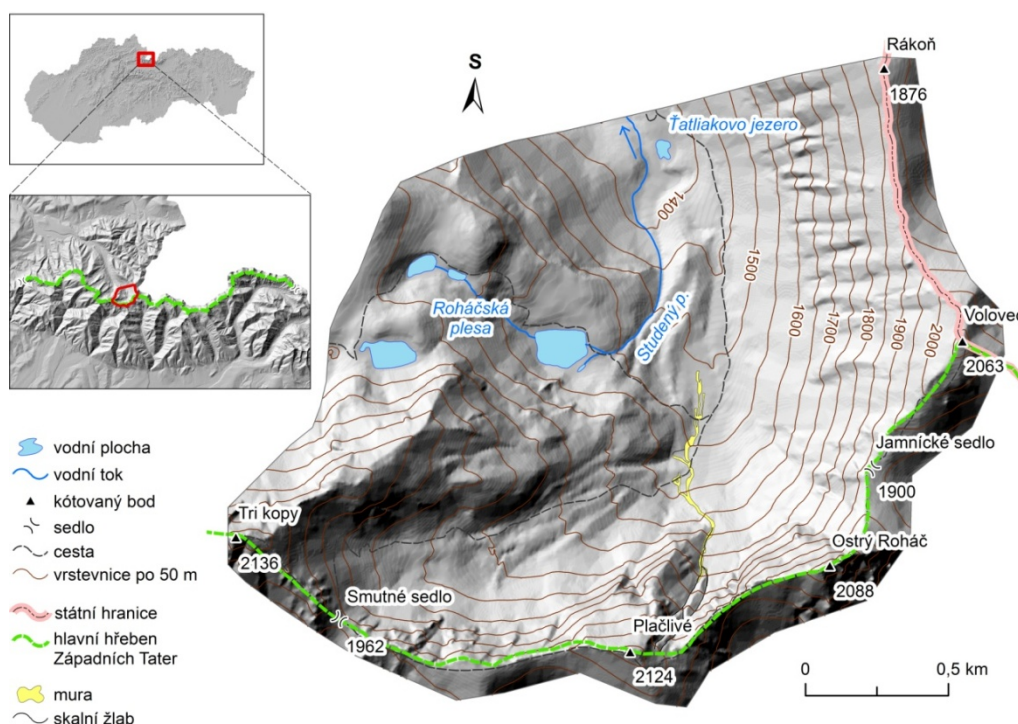 S
Rákoň
1876
Ťatliakovo jezero
1400
1500
1600
1700
1800
1900
2000
Roháčská
plesa
Studený p.
Volovec
2063
Jamnícké sedlo
1900
Ostrý Roháč
2088
Tri kopy
2136
Smutné sedlo
1962
Plačlivé
2124
0
0,5 km
vodní plocha
vodní tok
kótovaný bod
sedlo
cesta
vrstevnice po 50 m
státní hranice
hlavní hřeben
Západních Tater
mura
skalní žlab